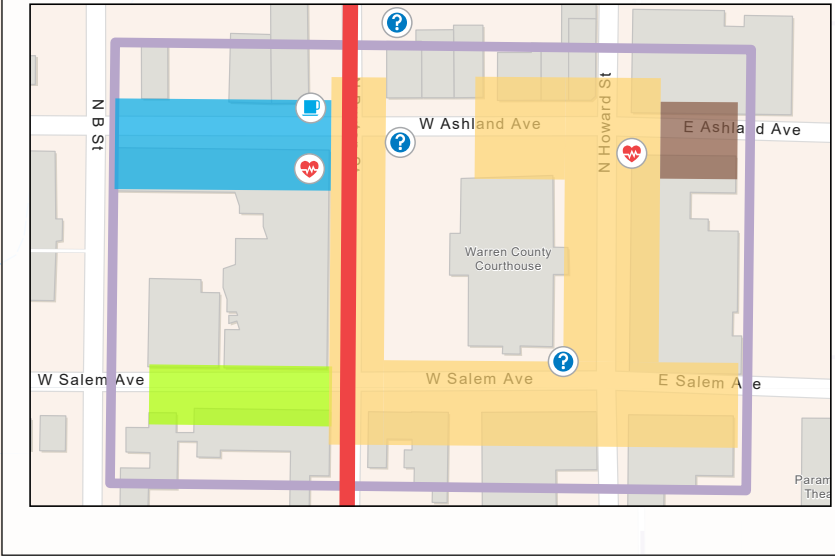 ?
N B St
W Ashland Ave
N Howard St
E Ashland Ave
?
Warren County
Courthouse
?
W Salem Ave
W Salem Ave
E Salem Ave